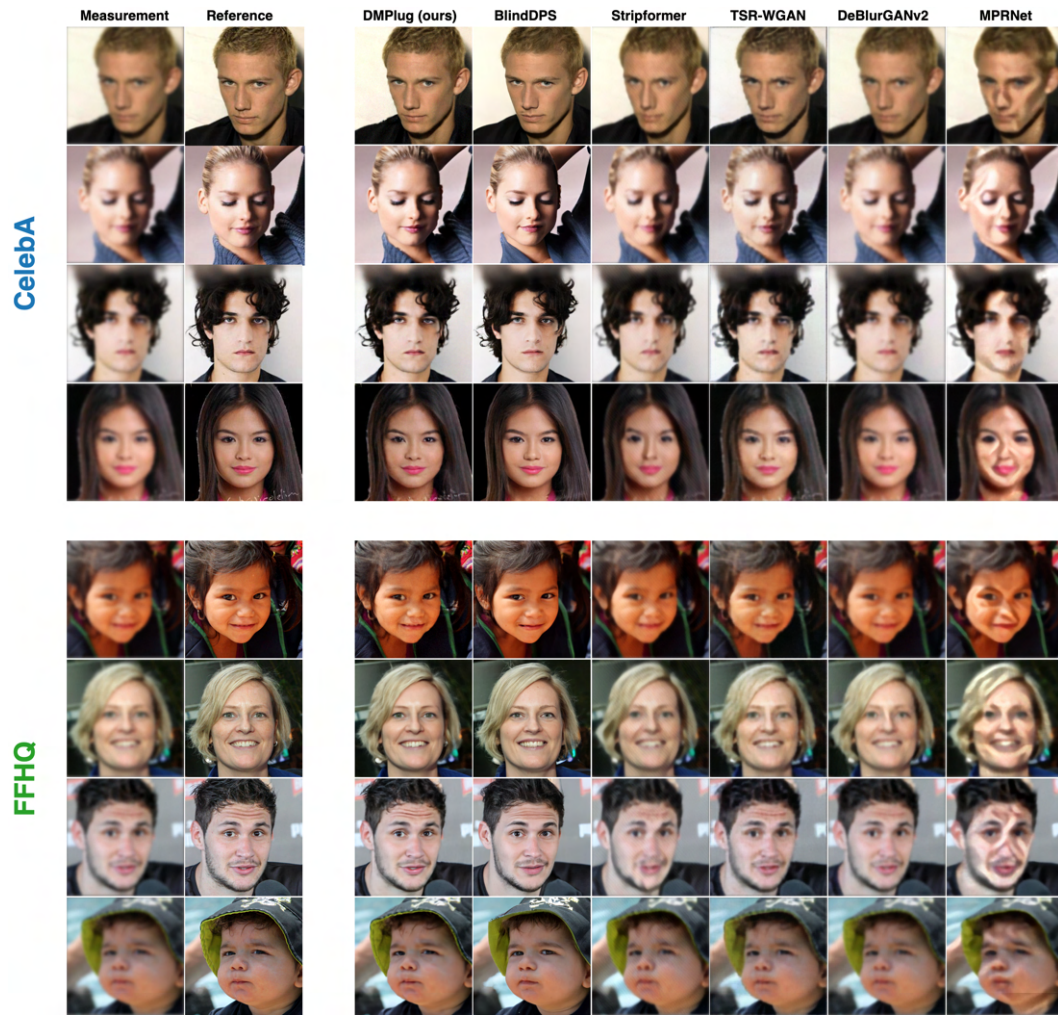 Measurement Reference DMPlug (ours) BlindDPS Stripformer TSR-WGAN DeBlurGANv2 MPRNet
CelebA
FFHQ